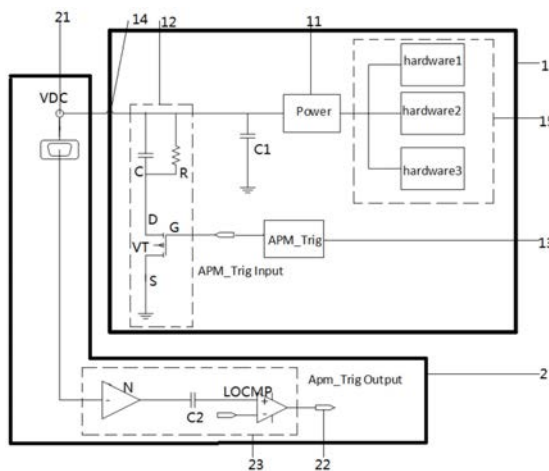 21
14
12
11
VDC
Power
hardware1
hardware2
hardware3
1
15
C
R
C1
D
G
VT
S
APM_Trig
APM_Trig Input
13
N
C2
LOCMP
+
-
-
Apm_Trig Output
2
23
22